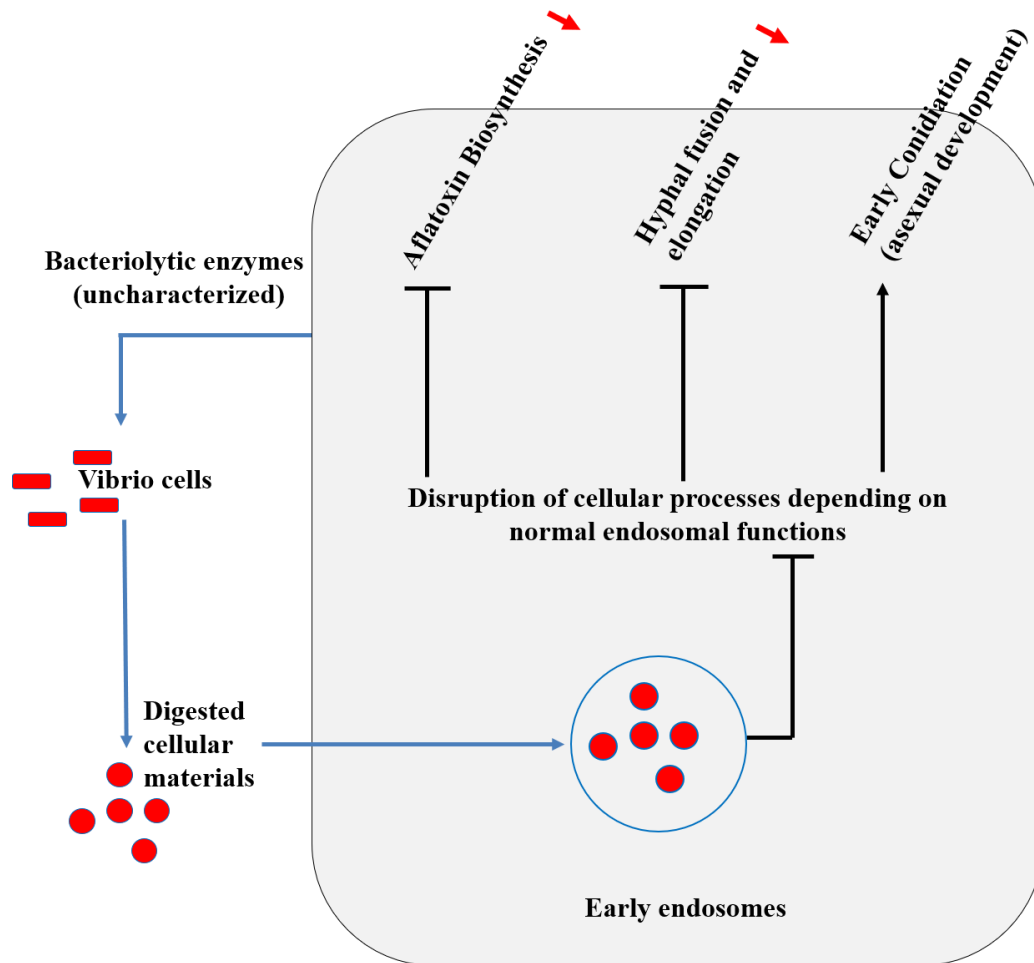 Aflatoxin Biosynthesis
Hyphal fusion and
elongation
Early Conidiation
(asexual development)
Bacteriolytic enzymes
(uncharacterized)
Vibrio cells
Disruption of cellular processes depending on
normal endosomal functions
Digested
cellular
materials
Early endosomes